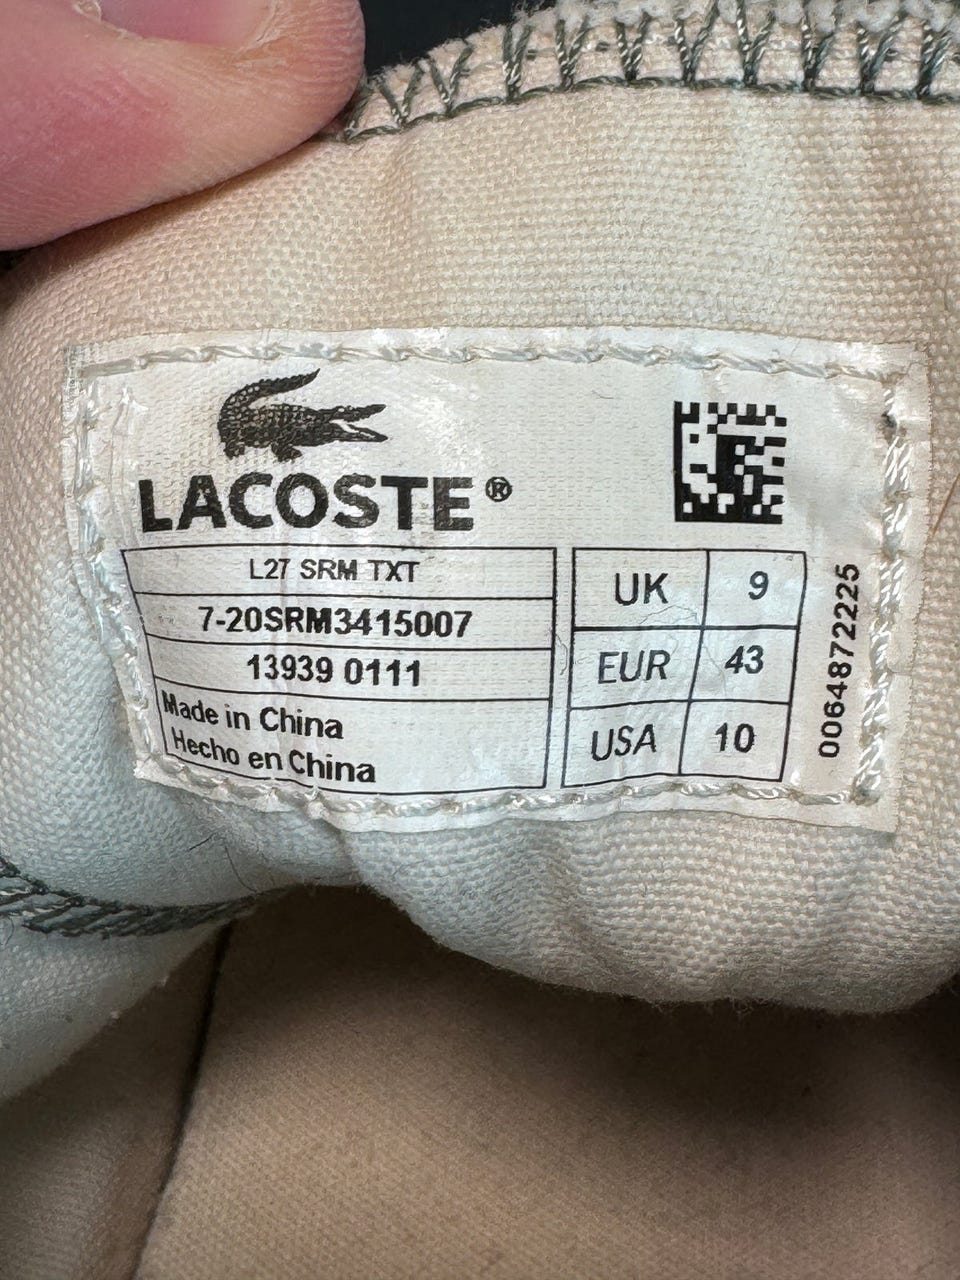 LACOSTE®
L27 SRM TXT
7-20SRM3415007
13939 0111
Made in China
Hecho en China
UK 9
EUR 43
USA 10
0064872225